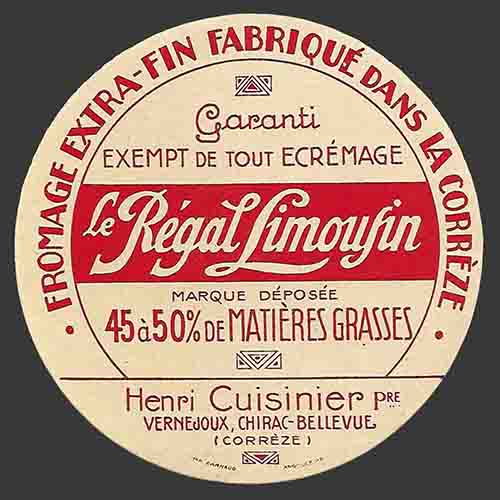 • FROMAGE EXTRA-FIN FABRIQUÉ DANS LA CORRÈZE •
Garanti
EXEMPT DE TOUT ECRÉMAGE
Le Régal Limousin
MARQUE DÉPOSÉE
45 à 50% DE MATIÈRES GRASSES
Henri Cuisinier PRE
VERNEJOUX, CHIRAC-BELLEVUE
(CORRÈZE)